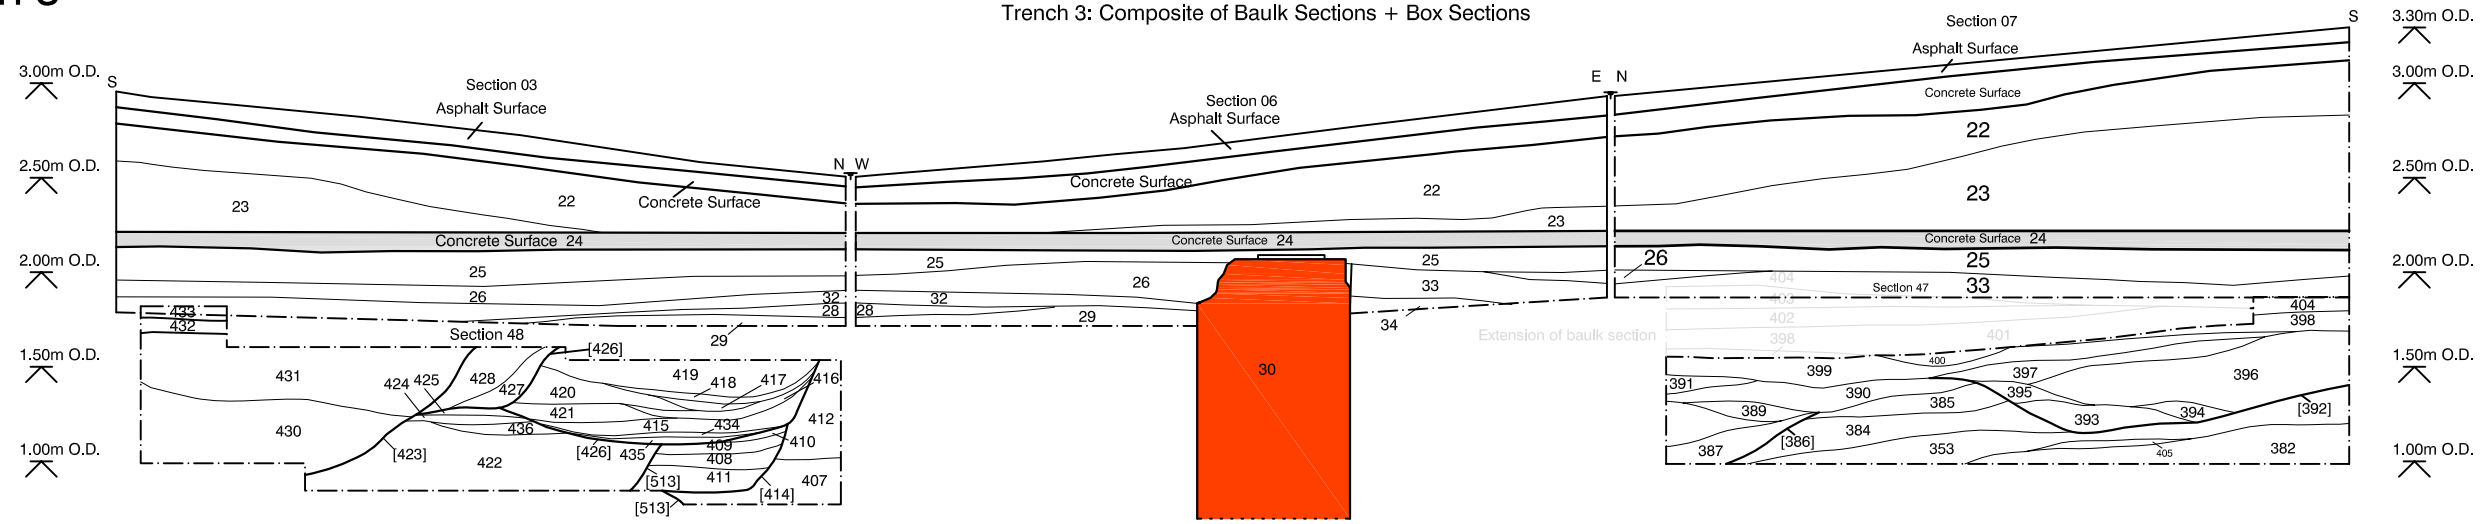 Trench 3: Composite of Baulk Sections + Box Sections
3.30m O.D.
3.00m O.D.
2.50m O.D.
2.00m O.D.
1.50m O.D.
1.00m O.D.
S
Section 03
Asphalt Surface
Concrete Surface
22
23
Concrete Surface 24
25
26
32
28
29
N W
Section 06
Asphalt Surface
Concrete Surface
22
23
Concrete Surface 24
25
25
26
32
28
29
33
34
30
E N
Section 07
Asphalt Surface
Concrete Surface
22
23
Concrete Surface 24
25
26
33
S
3.00m O.D.
2.50m O.D.
2.00m O.D.
1.50m O.D.
1.00m O.D.
Section 48
433
432
431
430
424
425
428
427
[426]
420
419
418
417
416
421
412
436
415
434
[426]
435
409
410
408
411
407
[423]
422
[513]
[414]
[513]
Section 47
404
402
401
398
Extension of baulk section
404
398
400
399
397
396
391
390
395
389
385
393
394
[392]
[386]
384
387
353
405
382